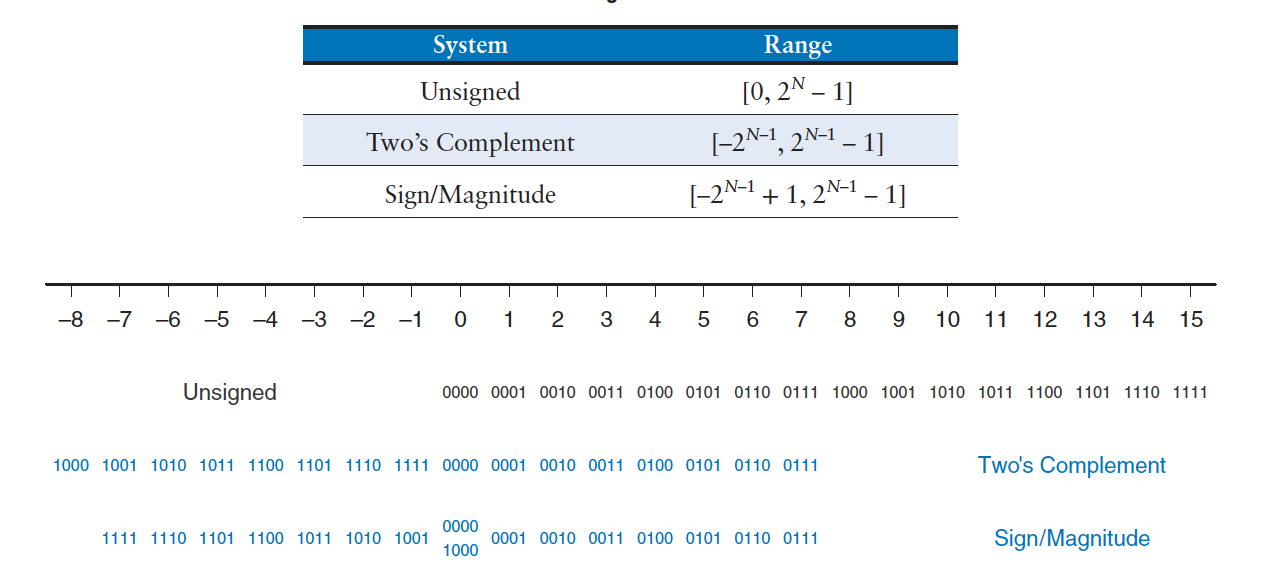 System Range
Unsigned [0, 2^N – 1]
Two’s Complement [–2^N–1, 2^N–1 – 1]
Sign/Magnitude [–2^N–1 + 1, 2^N–1 – 1]
–8 –7 –6 –5 –4 –3 –2 –1 0 1 2 3 4 5 6 7 8 9 10 11 12 13 14 15
Unsigned 0000 0001 0010 0011 0100 0101 0110 0111 1000 1001 1010 1011 1100 1101 1110 1111
1000 1001 1010 1011 1100 1101 1110 1111 0000 0001 0010 0011 0100 0101 0110 0111 Two's Complement
0000
1111 1110 1101 1100 1011 1010 1001 0001 0010 0011 0100 0101 0110 0111 Sign/Magnitude
1000